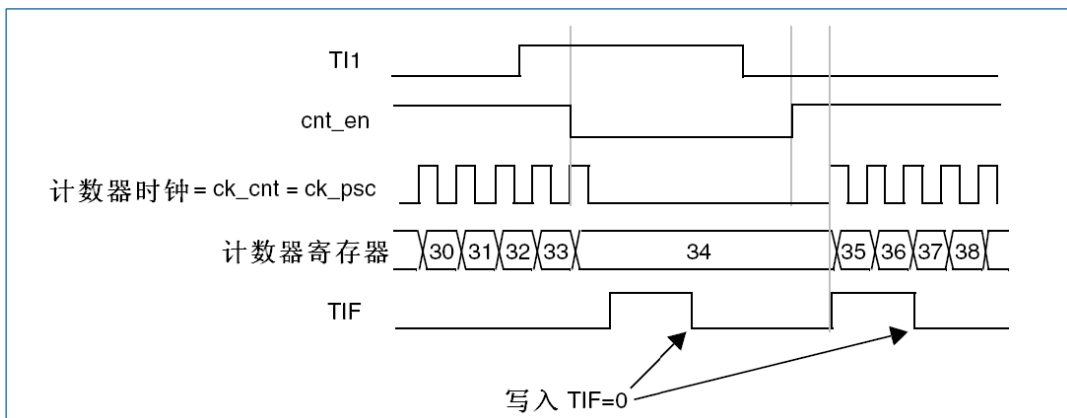 TI1
cnt_en
计数器时钟= ck_cnt = ck_psc
计数器寄存器 30 31 32 33 34 35 36 37 38
TIF
写入 TIF=0